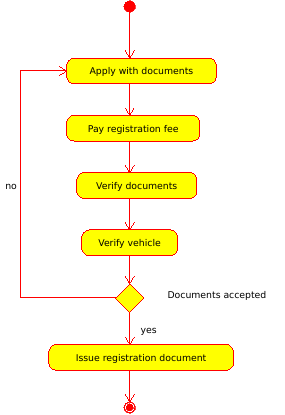 Apply with documents
Pay registration fee
Verify documents
no
Verify vehicle
Documents accepted
yes
Issue registration document